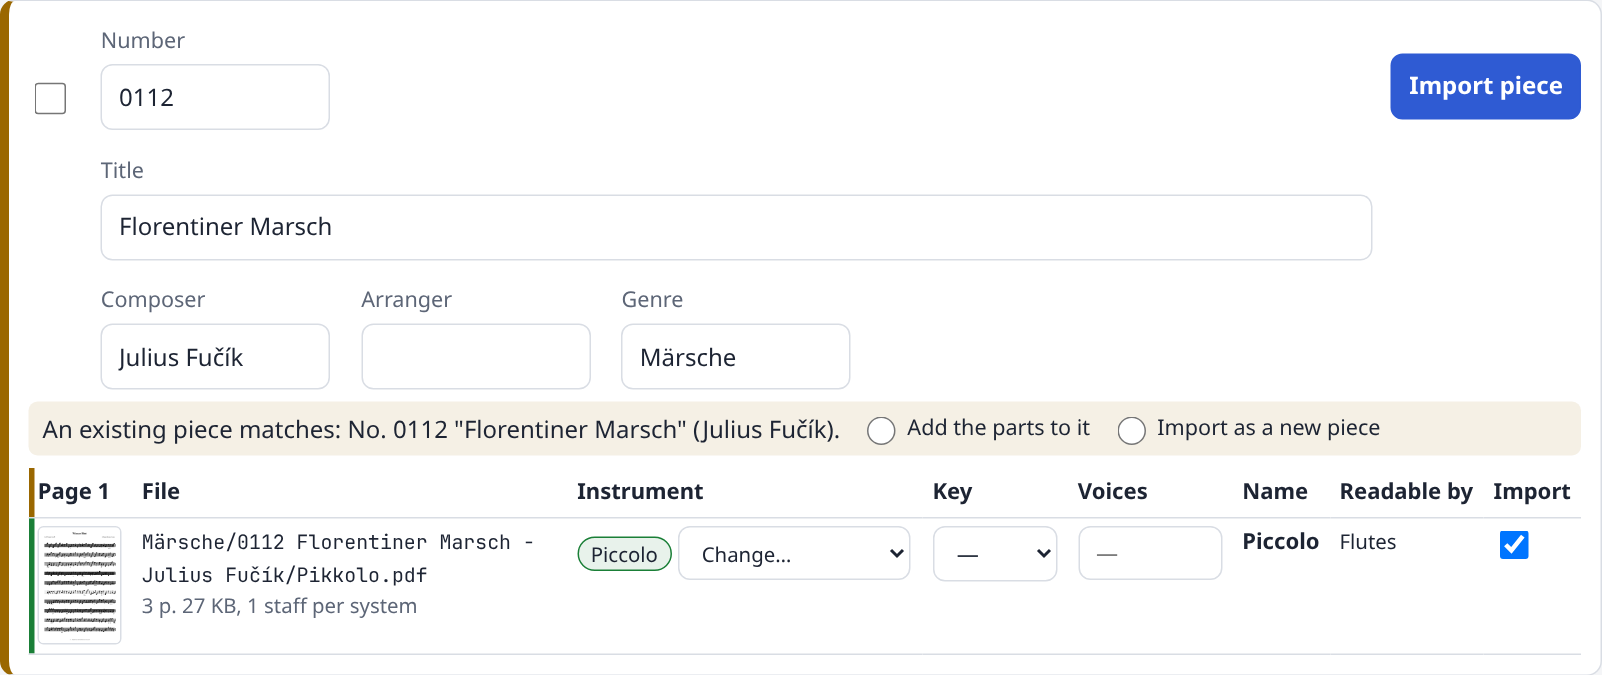 Number
0112
Import piece
Title
Florentiner Marsch
Composer Arranger Genre
Julius Fučík Märsche
An existing piece matches: No. 0112 "Florentiner Marsch" (Julius Fučík). Add the parts to it Import as a new piece
Page 1 File Instrument Key Voices Name Readable by Import
Märsche/0112 Florentiner Marsch - Piccolo Change... — — Piccolo Flutes
Julius Fučík/Pikkolo.pdf
3 p. 27 KB, 1 staff per system